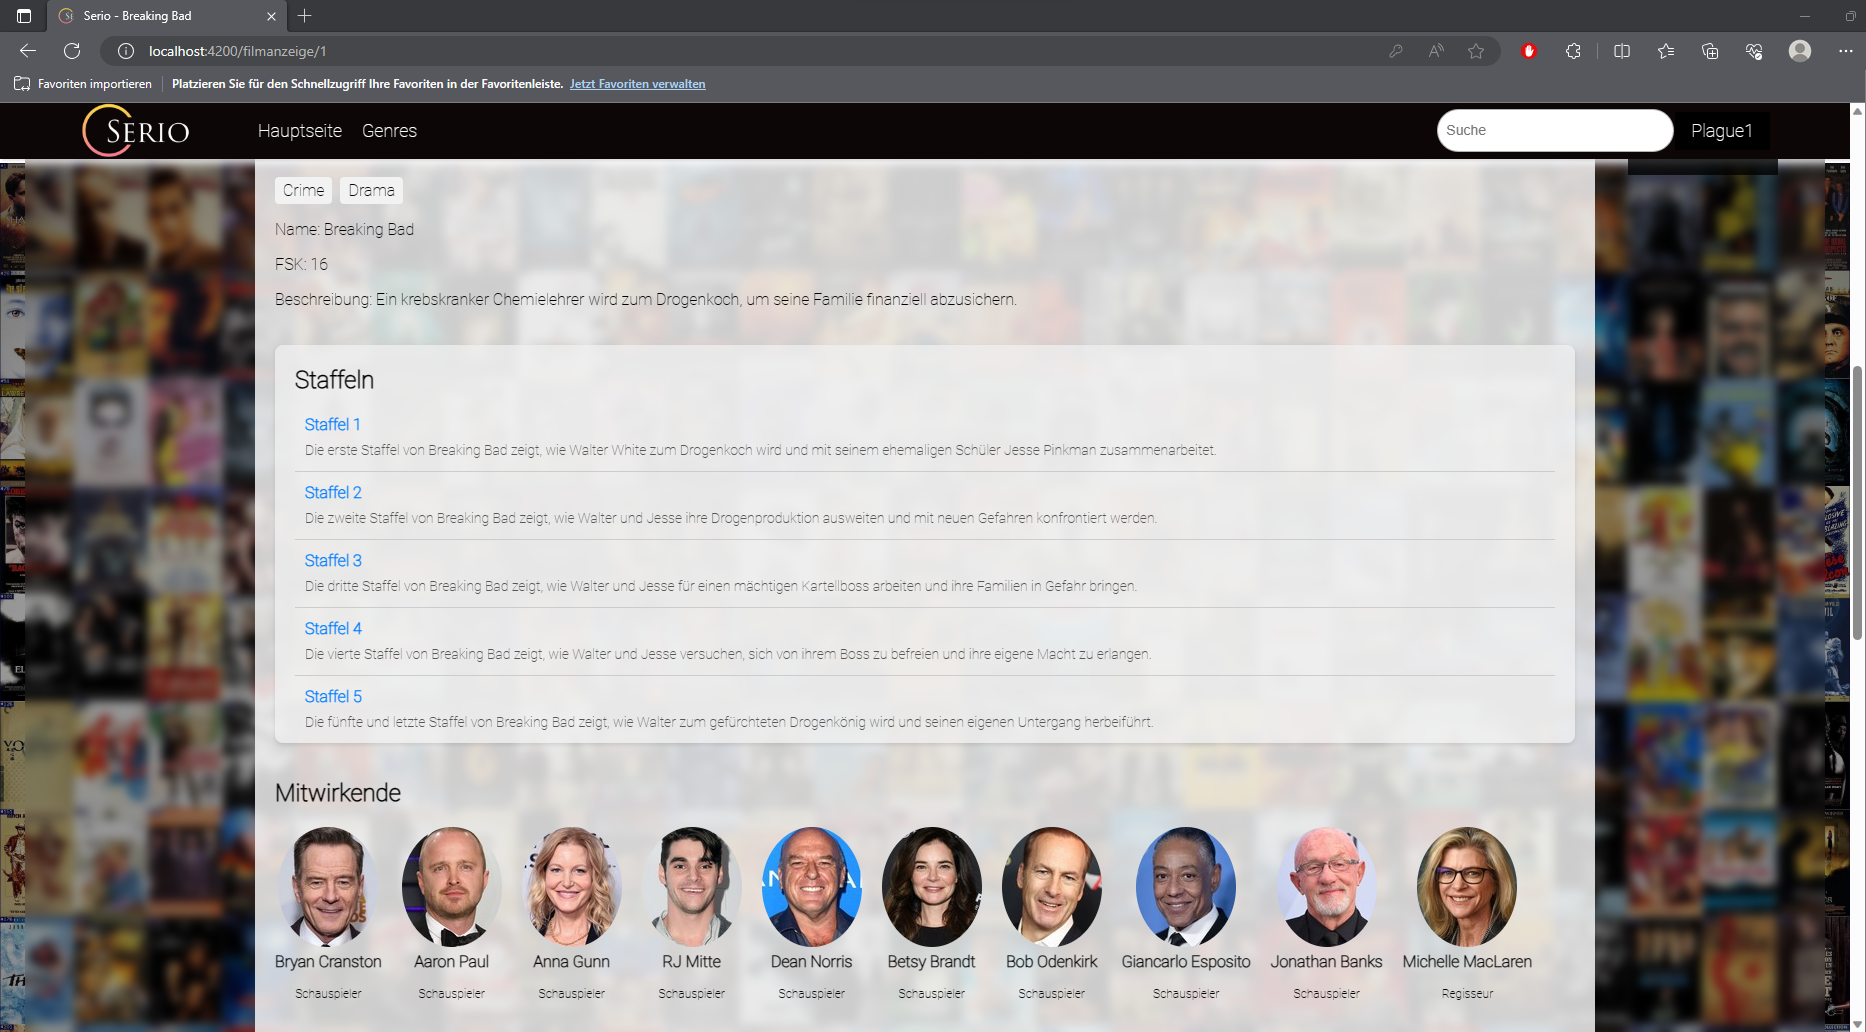 Serio - Breaking Bad
localhost:4200/filmanzeige/1
Favoriten importieren
Platzieren Sie für den Schnellzugriff Ihre Favoriten in der Favoritenleiste. Jetzt Favoriten verwalten
SERIO
Hauptseite
Genres
Suche
Plague1
Crime
Drama
Name: Breaking Bad
FSK: 16
Beschreibung: Ein krebskranker Chemielehrer wird zum Drogenkoch, um seine Familie finanziell abzusichern.
Staffeln
Staffel 1
Die erste Staffel von Breaking Bad zeigt, wie Walter White zum Drogenkoch wird und mit seinem ehemaligen Schüler Jesse Pinkman zusammenarbeitet.
Staffel 2
Die zweite Staffel von Breaking Bad zeigt, wie Walter und Jesse ihre Drogenproduktion ausweiten und mit neuen Gefahren konfrontiert werden.
Staffel 3
Die dritte Staffel von Breaking Bad zeigt, wie Walter und Jesse für einen mächtigen Kartellboss arbeiten und ihre Familien in Gefahr bringen.
Staffel 4
Die vierte Staffel von Breaking Bad zeigt, wie Walter und Jesse versuchen, sich von ihrem Boss zu befreien und ihre eigene Macht zu erlangen.
Staffel 5
Die fünfte und letzte Staffel von Breaking Bad zeigt, wie Walter zum gefürchteten Drogenkönig wird und seinen eigenen Untergang herbeiführt.
Mitwirkende
Bryan Cranston
Schauspieler
Aaron Paul
Schauspieler
Anna Gunn
Schauspieler
RJ Mitte
Schauspieler
Dean Norris
Schauspieler
Betsy Brandt
Schauspieler
Bob Odenkirk
Schauspieler
Giancarlo Esposito
Schauspieler
Jonathan Banks
Schauspieler
Michelle MacLaren
Regisseur